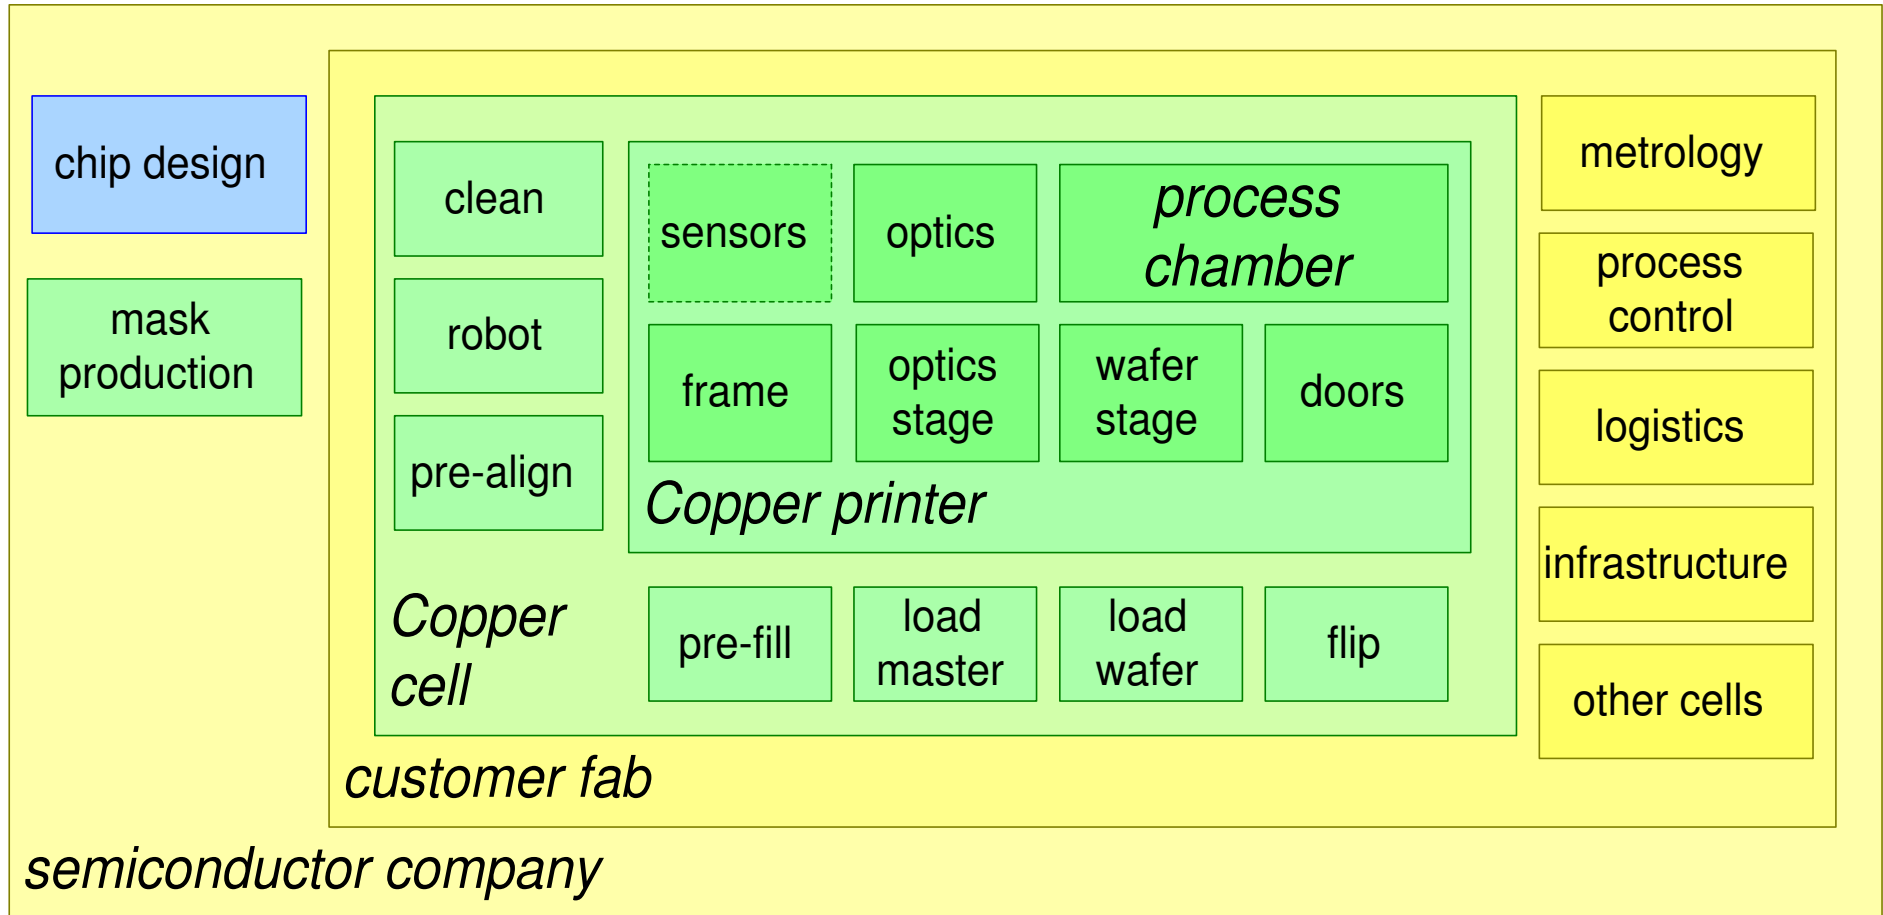 chip design
mask
production
clean
robot
pre-align
sensors
optics
process
chamber
frame
optics
stage
wafer
stage
doors
Copper printer
Copper
cell
pre-fill
load
master
load
wafer
flip
metrology
process
control
logistics
infrastructure
other cells
customer fab
semiconductor company